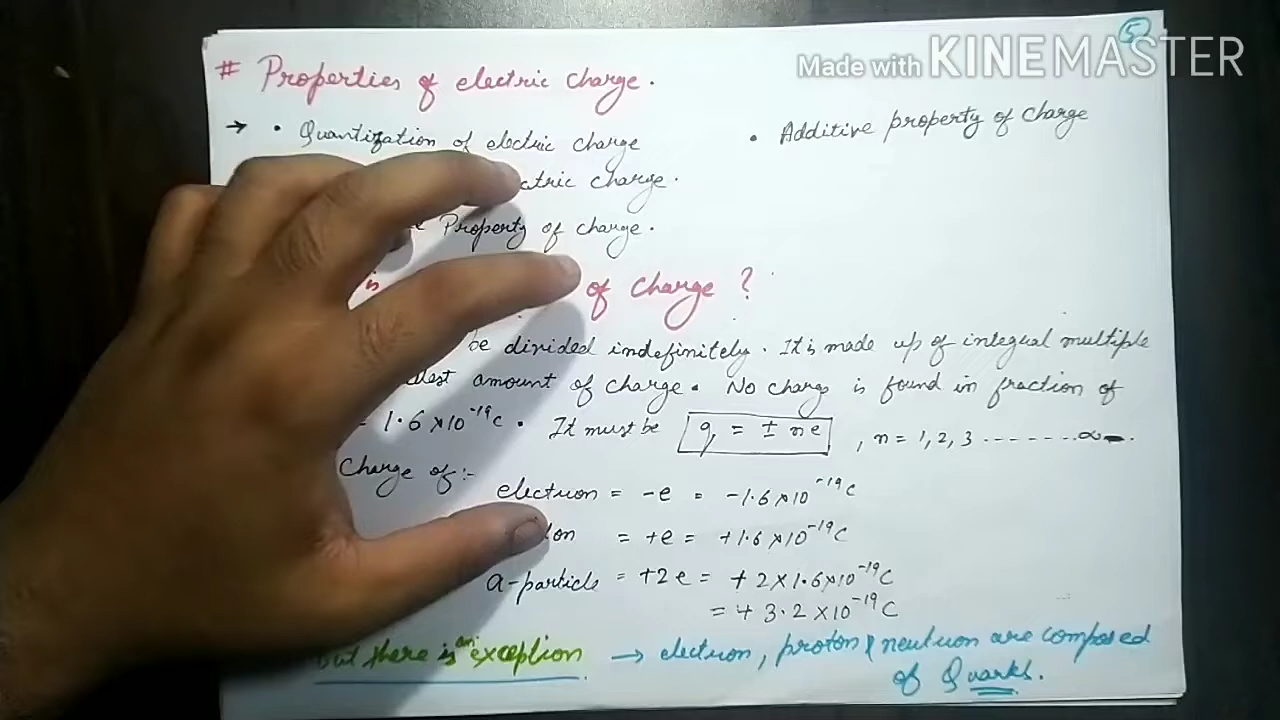 5
Made with KINEMASTER
# Properties of electric charge.
→ • Quantization of electric charge
• Additive property of charge
ctric charge.
Property of charge.
is of charge ?
be divided indefinitely. It is made up of integral multiple
amount of charge. No charge is found in fraction of
= 1.6 × 10⁻¹⁹ C. It must be q = ± ne , n = 1, 2, 3 ------- ∞.
Charge of :-
electron = -e = -1.6 × 10⁻¹⁹ C
on = +e = +1.6 × 10⁻¹⁹ C
α-particle = +2e = +2 × 1.6 × 10⁻¹⁹ C
= + 3.2 × 10⁻¹⁹ C
But there is an exception → electron, proton & neutron are composed
of Quarks.